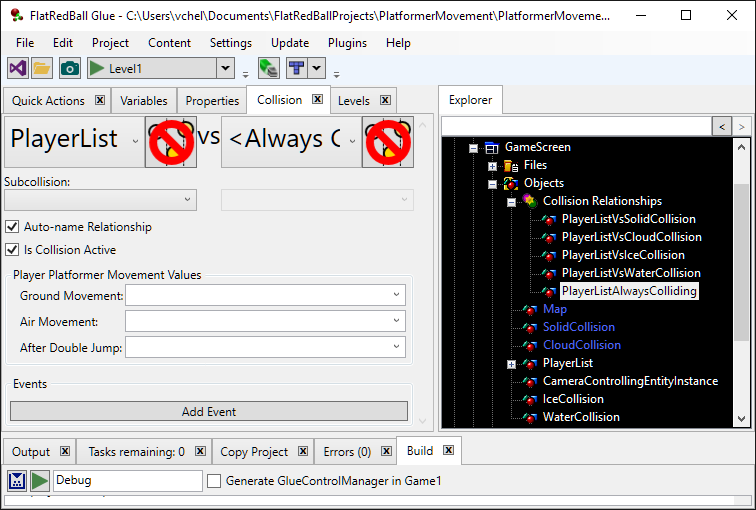 FlatRedBall Glue - C:\Users\vchel\Documents\FlatRedBallProjects\PlatformerMovement\PlatformerMoveme...
File Edit Project Content Settings Update Plugins Help
Level1
Quick Actions Variables Properties Collision Levels
Explorer
PlayerList vs <Always C
< >
Subcollision:
Auto-name Relationship
Is Collision Active
Player Platformer Movement Values
Ground Movement:
Air Movement:
After Double Jump:
Events
Add Event
GameScreen
Files
Objects
Collision Relationships
PlayerListVsSolidCollision
PlayerListVsCloudCollision
PlayerListVsIceCollision
PlayerListVsWaterCollision
PlayerListAlwaysColliding
Map
SolidCollision
CloudCollision
PlayerList
CameraControllingEntityInstance
IceCollision
WaterCollision
Output Tasks remaining: 0 Copy Project Errors (0) Build
Debug Generate GlueControlManager in Game1